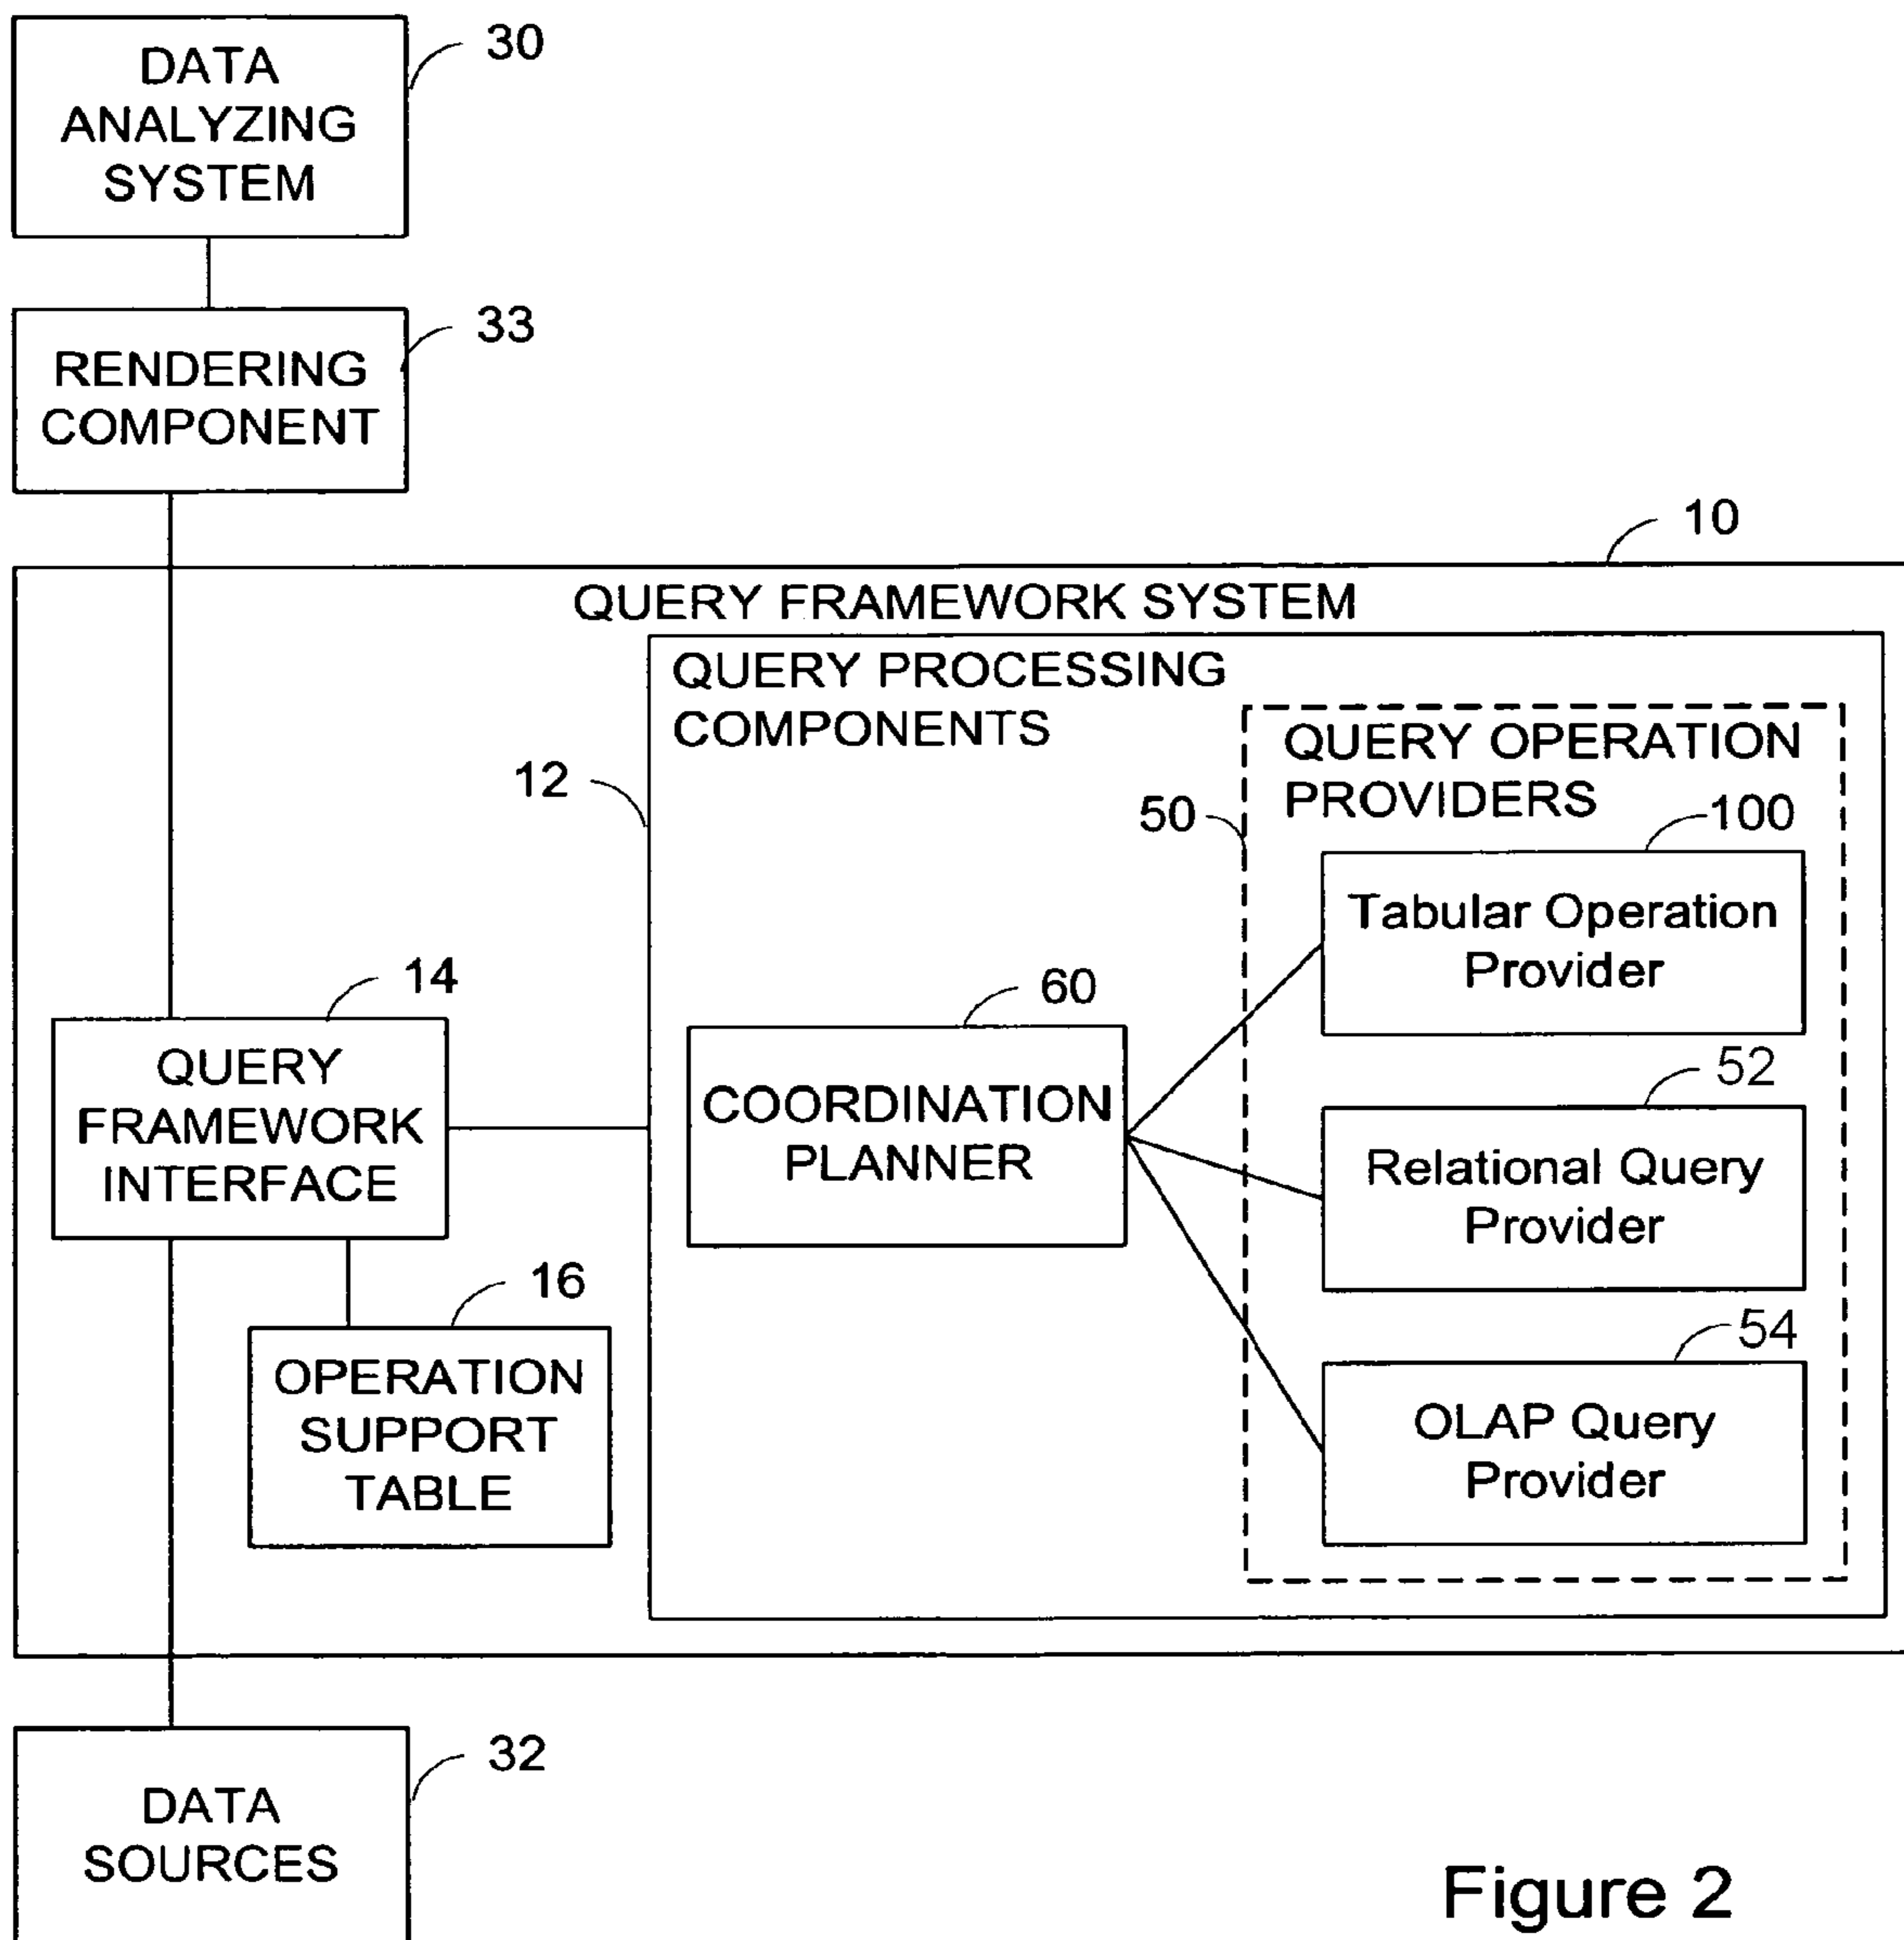 DATA
ANALYZING
SYSTEM
30
RENDERING
COMPONENT
33
10
QUERY FRAMEWORK SYSTEM
QUERY PROCESSING
COMPONENTS
12
QUERY OPERATION
PROVIDERS
50
100
Tabular Operation
Provider
14
QUERY
FRAMEWORK
INTERFACE
60
COORDINATION
PLANNER
52
Relational Query
Provider
16
OPERATION
SUPPORT
TABLE
54
OLAP Query
Provider
32
DATA
SOURCES
Figure 2